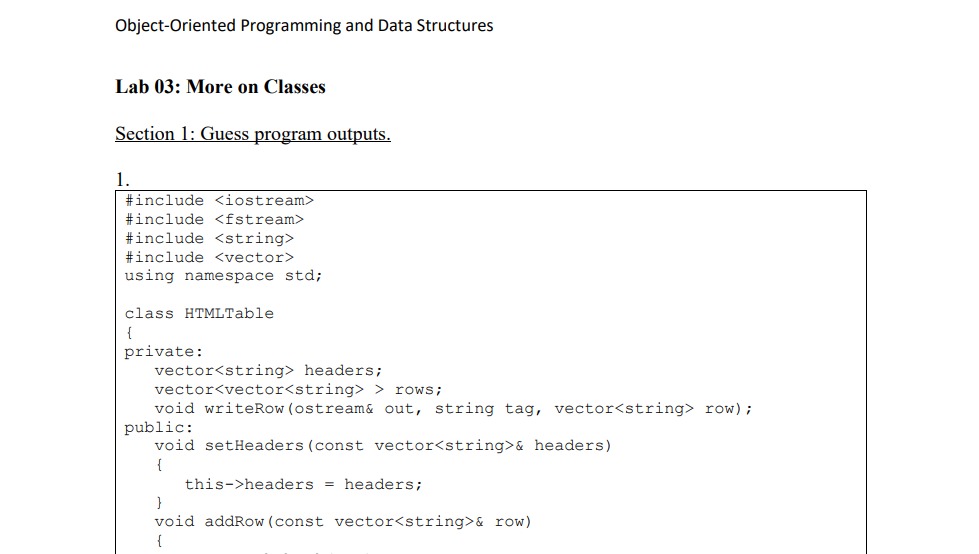 Object-Oriented Programming and Data Structures
Lab 03: More on Classes
Section 1: Guess program outputs.
1.
#include <iostream>
#include <fstream>
#include <string>
#include <vector>
using namespace std;
class HTMLTable
{
private:
vector<string> headers;
vector<vector<string> > rows;
void writeRow(ostream& out, string tag, vector<string> row);
public:
void setHeaders(const vector<string>& headers)
{
this->headers = headers;
}
void addRow(const vector<string>& row)
{